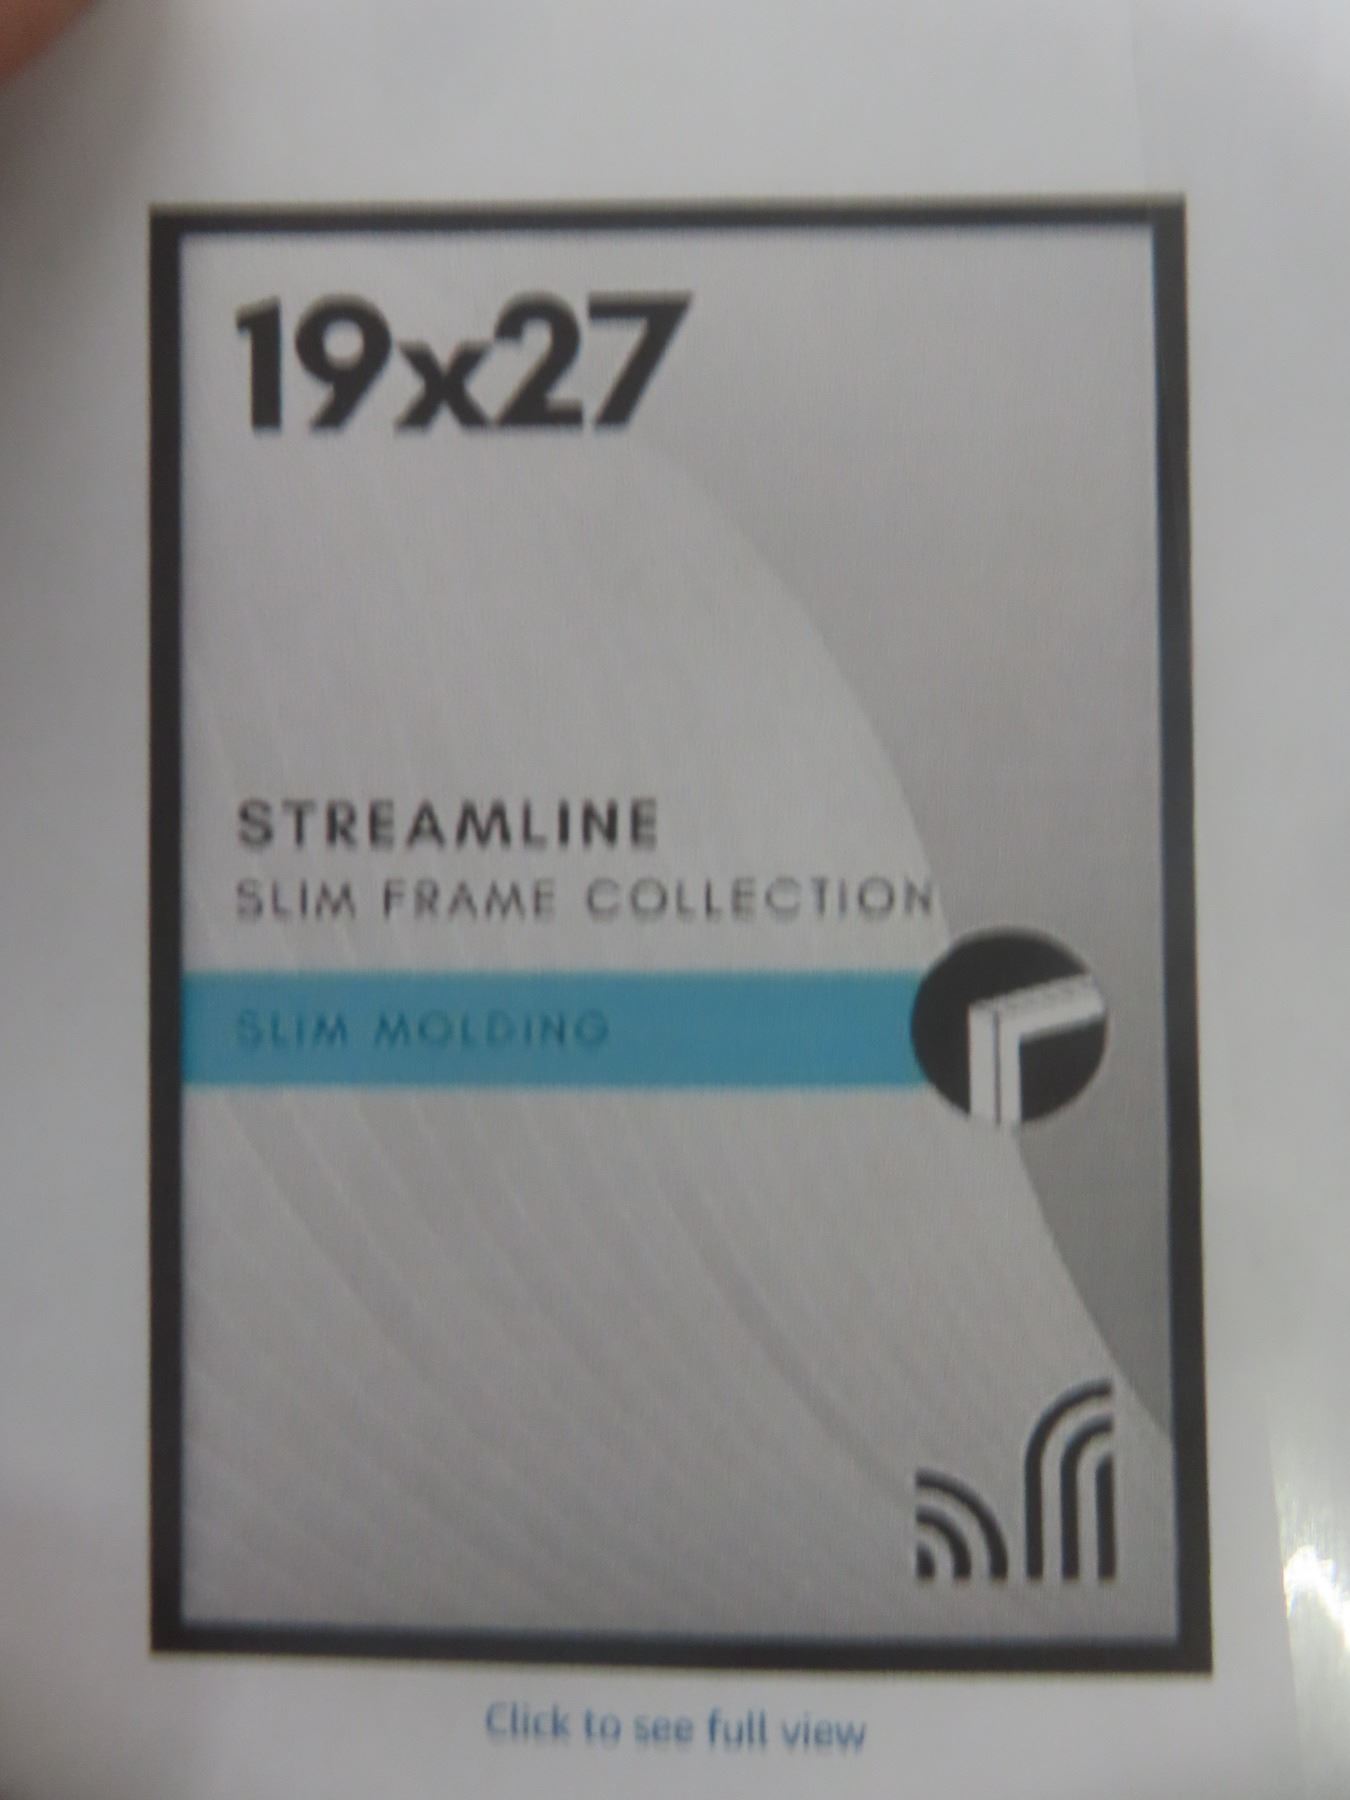 19x27
STREAMLINE
SLIM FRAME COLLECTION
SLIM MOLDING
Click to see full view